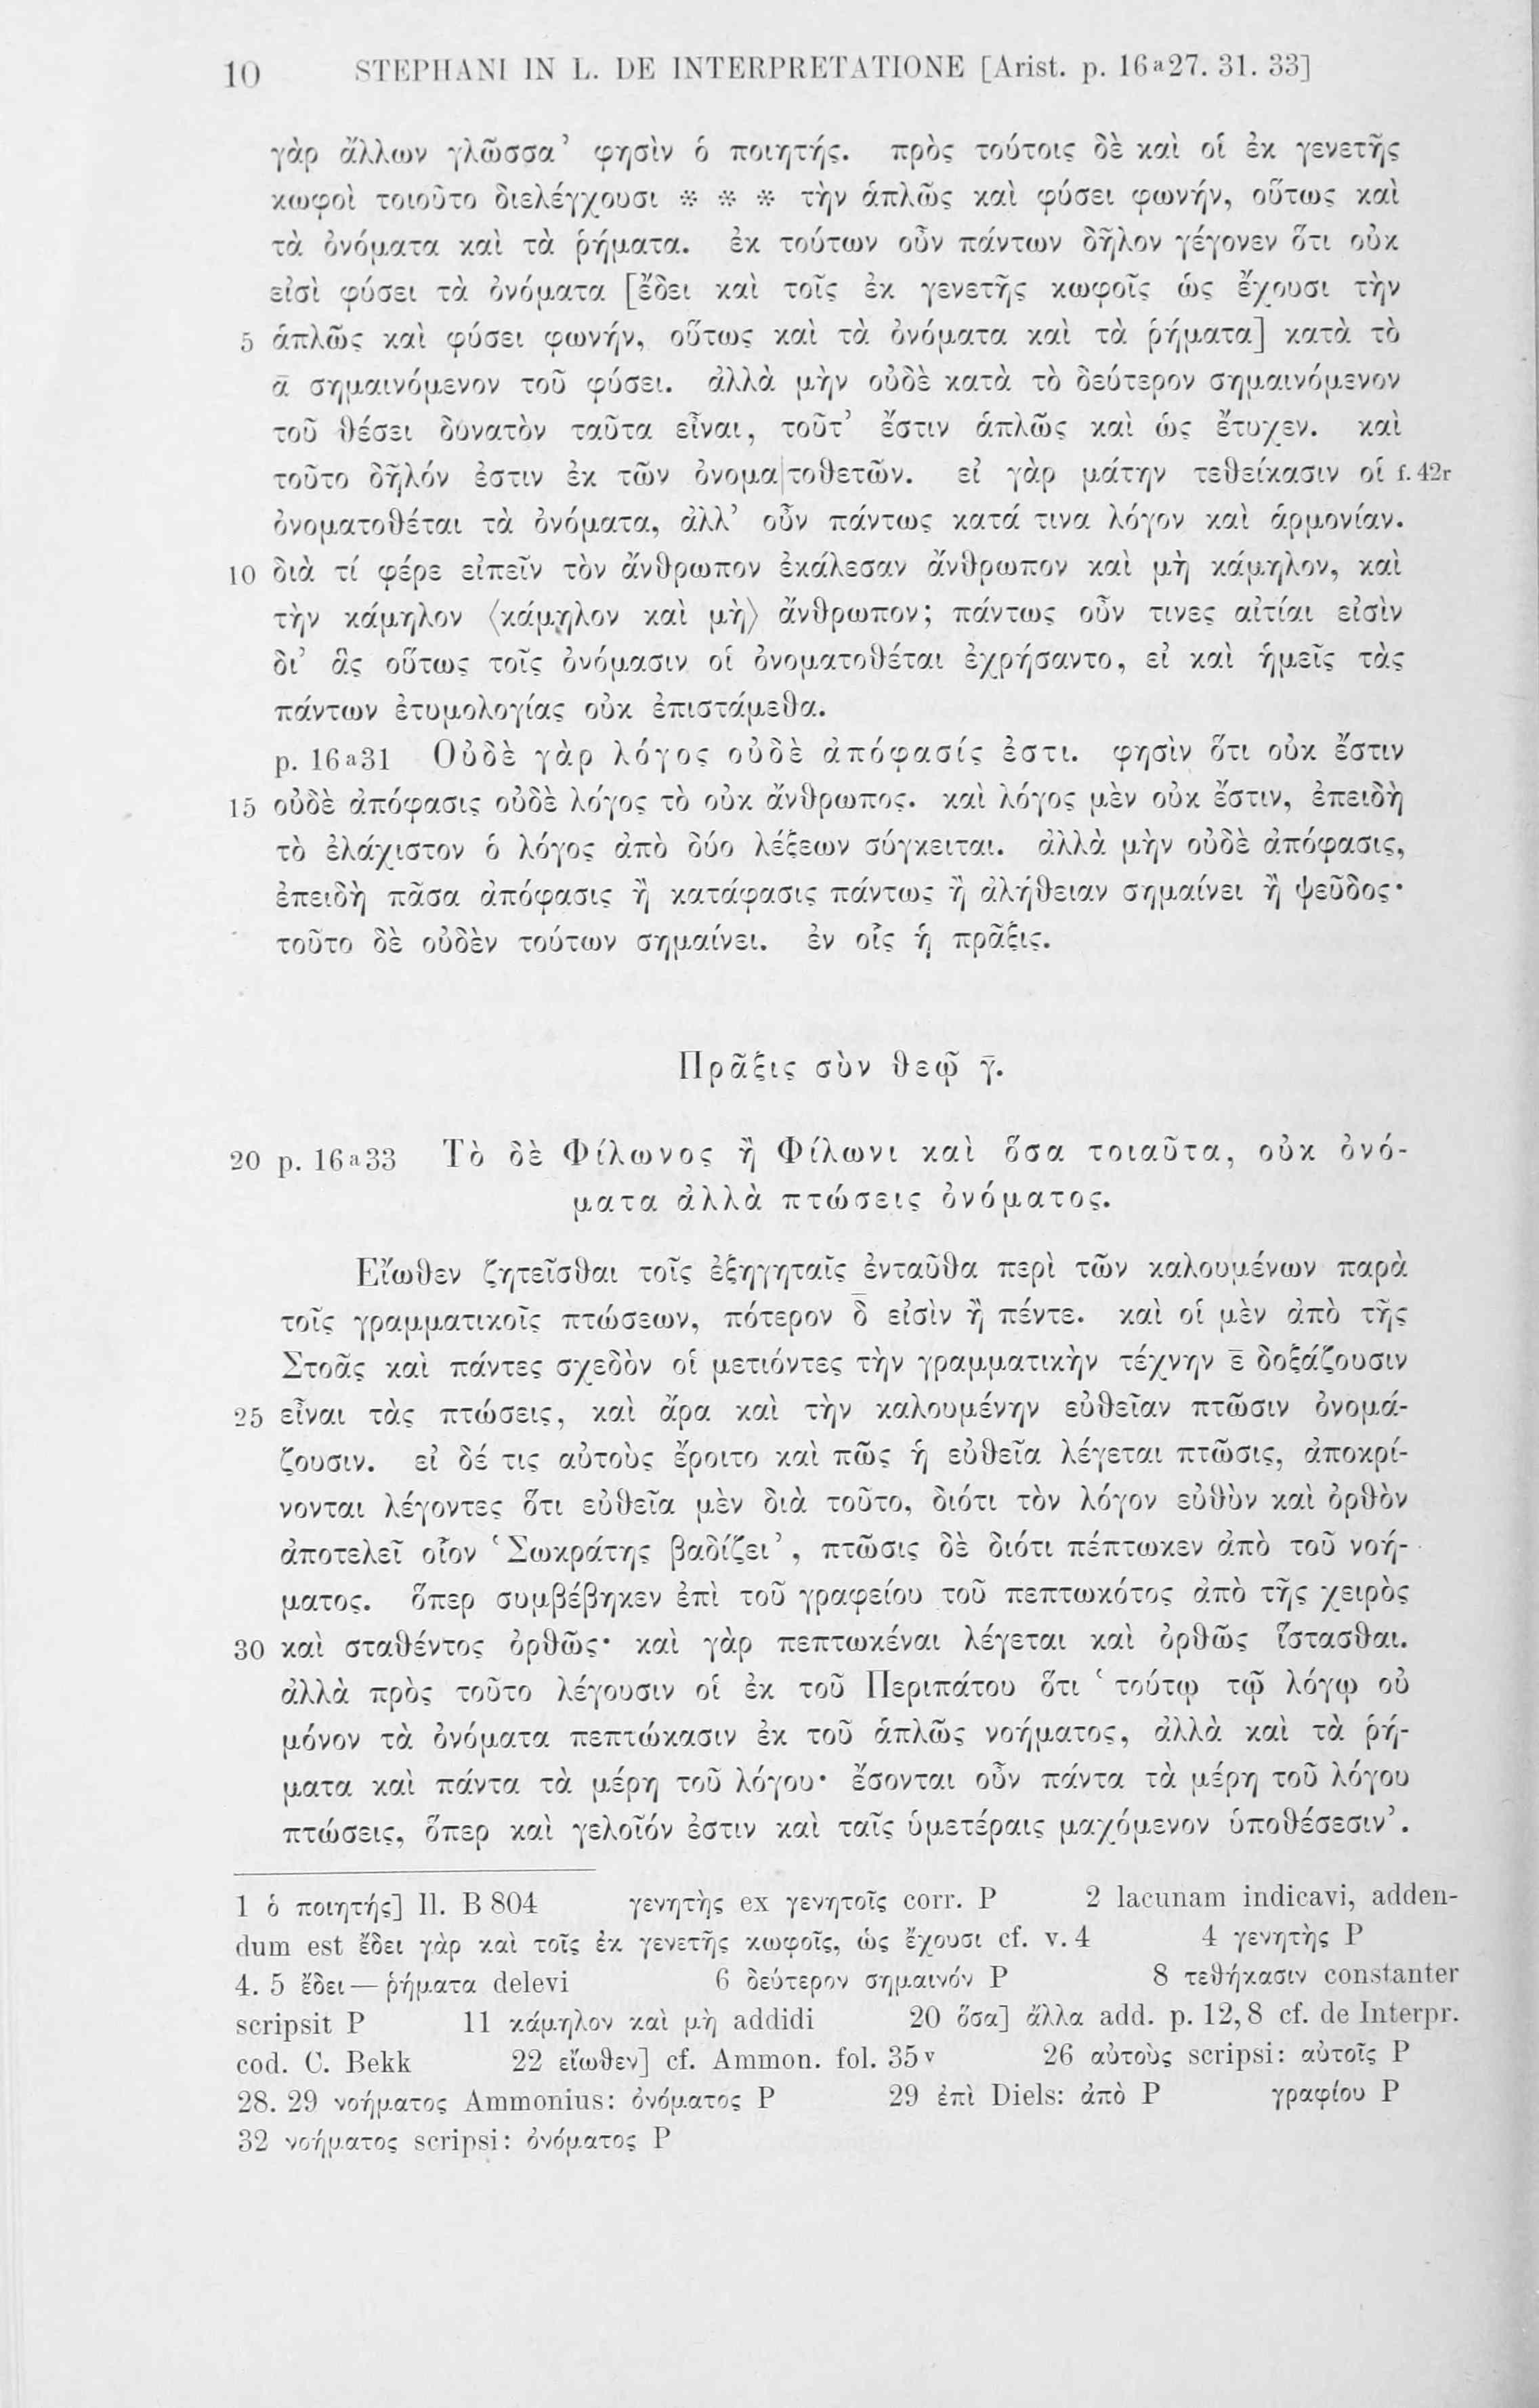 10 STEPHANI IN L. DE INTERPRETATIONE [Arist. p. 16a27. 31. 33]
γὰρ ἄλλων γλῶσσα’ φησὶν ὁ ποιητής. πρὸς τούτοις δὲ καὶ οἱ ἐκ γενετῆς
κωφοὶ τοιοῦτο διελέγχουσι * * * τὴν ἁπλῶς καὶ φύσει φωνήν, οὕτως καὶ
τὰ ὀνόματα καὶ τὰ ῥήματα. ἐκ τούτων οὖν πάντων δῆλον γέγονεν ὅτι οὐκ
εἰσὶ φύσει τὰ ὀνόματα [ἔδει καὶ τοῖς ἐκ γενετῆς κωφοῖς ὡς ἔχουσι τὴν
5 ἁπλῶς καὶ φύσει φωνήν, οὕτως καὶ τὰ ὀνόματα καὶ τὰ ῥήματα] κατὰ τὸ
ᾱ σημαινόμενον τοῦ φύσει. ἀλλὰ μὴν οὐδὲ κατὰ τὸ δεύτερον σημαινόμενον
τοῦ θέσει δυνατὸν ταῦτα εἶναι, τοῦτ’ ἔστιν ἁπλῶς καὶ ὡς ἔτυχεν. καὶ
τοῦτο δῆλόν ἐστιν ἐκ τῶν ὀνομα|τοθετῶν. εἰ γὰρ μάτην τεθείκασιν οἱ f. 42r
ὀνοματοθέται τὰ ὀνόματα, ἀλλ’ οὖν πάντως κατά τινα λόγον καὶ ἁρμονίαν.
10 διὰ τί φέρε εἰπεῖν τὸν ἄνθρωπον ἐκάλεσαν ἄνθρωπον καὶ μὴ κάμηλον, καὶ
τὴν κάμηλον ⟨κάμηλον καὶ μὴ⟩ ἄνθρωπον; πάντως οὖν τινες αἰτίαι εἰσὶν
δι’ ἃς οὕτως τοῖς ὀνόμασιν οἱ ὀνοματοθέται ἐχρήσαντο, εἰ καὶ ἡμεῖς τὰς
πάντων ἐτυμολογίας οὐκ ἐπιστάμεθα.
p. 16a31 Οὐδὲ γὰρ λόγος οὐδὲ ἀπόφασίς ἐστι. φησὶν ὅτι οὐκ ἔστιν
15 οὐδὲ ἀπόφασις οὐδὲ λόγος τὸ οὐκ ἄνθρωπος. καὶ λόγος μὲν οὐκ ἔστιν, ἐπειδὴ
τὸ ἐλάχιστον ὁ λόγος ἀπὸ δύο λέξεων σύγκειται. ἀλλὰ μὴν οὐδὲ ἀπόφασις,
ἐπειδὴ πᾶσα ἀπόφασις ἢ κατάφασις πάντως ἢ ἀλήθειαν σημαίνει ἢ ψεῦδος·
τοῦτο δὲ οὐδὲν τούτων σημαίνει. ἐν οἷς ἡ πρᾶξις.
Πρᾶξις σὺν θεῷ γ̄.
20 p. 16a33 Τὸ δὲ Φίλωνος ἢ Φίλωνι καὶ ὅσα τοιαῦτα, οὐκ ὀνό-
ματα ἀλλὰ πτώσεις ὀνόματος.
Εἴωθεν ζητεῖσθαι τοῖς ἐξηγηταῖς ἐνταῦθα περὶ τῶν καλουμένων παρὰ
τοῖς γραμματικοῖς πτώσεων, πότερον δ̄ εἰσὶν ἢ πέντε. καὶ οἱ μὲν ἀπὸ τῆς
Στοᾶς καὶ πάντες σχεδὸν οἱ μετιόντες τὴν γραμματικὴν τέχνην ε̄ δοξάζουσιν
25 εἶναι τὰς πτώσεις, καὶ ἄρα καὶ τὴν καλουμένην εὐθεῖαν πτῶσιν ὀνομά-
ζουσιν. εἰ δέ τις αὐτοὺς ἔροιτο καὶ πῶς ἡ εὐθεῖα λέγεται πτῶσις, ἀποκρί-
νονται λέγοντες ὅτι εὐθεῖα μὲν διὰ τοῦτο, διότι τὸν λόγον εὐθὺν καὶ ὀρθὸν
ἀποτελεῖ οἷον ‘Σωκράτης βαδίζει’, πτῶσις δὲ διότι πέπτωκεν ἀπὸ τοῦ νοή-
ματος. ὅπερ συμβέβηκεν ἐπὶ τοῦ γραφείου τοῦ πεπτωκότος ἀπὸ τῆς χειρὸς
30 καὶ σταθέντος ὀρθῶς· καὶ γὰρ πεπτωκέναι λέγεται καὶ ὀρθῶς ἵστασθαι.
ἀλλὰ πρὸς τοῦτο λέγουσιν οἱ ἐκ τοῦ Περιπάτου ὅτι ‘τούτῳ τῷ λόγῳ οὐ
μόνον τὰ ὀνόματα πεπτώκασιν ἐκ τοῦ ἁπλῶς νοήματος, ἀλλὰ καὶ τὰ ῥή-
ματα καὶ πάντα τὰ μέρη τοῦ λόγου· ἔσονται οὖν πάντα τὰ μέρη τοῦ λόγου
πτώσεις, ὅπερ καὶ γελοῖόν ἐστιν καὶ ταῖς ὑμετέραις μαχόμενον ὑποθέσεσιν’.
1 ὁ ποιητής] Il. B 804 γενητὴς ex γενητοῖς corr. P 2 lacunam indicavi, adden-
dum est ἔδει γὰρ καὶ τοῖς ἐκ γενετῆς κωφοῖς, ὡς ἔχουσι cf. v. 4 4 γενητὴς P
4. 5 ἔδει — ῥήματα delevi 6 δεύτερον σημαινόν P 8 τεθήκασιν constanter
scripsit P 11 κάμηλον καὶ μὴ addidi 20 ὅσα] ἄλλα add. p. 12,8 cf. de Interpr.
cod. C. Bekk 22 εἴωθεν] cf. Ammon. fol. 35v 26 αὐτοὺς scripsi: αὐτοῖς P
28. 29 νοήματος Ammonius: ὀνόματος P 29 ἐπὶ Diels: ἀπὸ P γραφίου P
32 νοήματος scripsi: ὀνόματος P